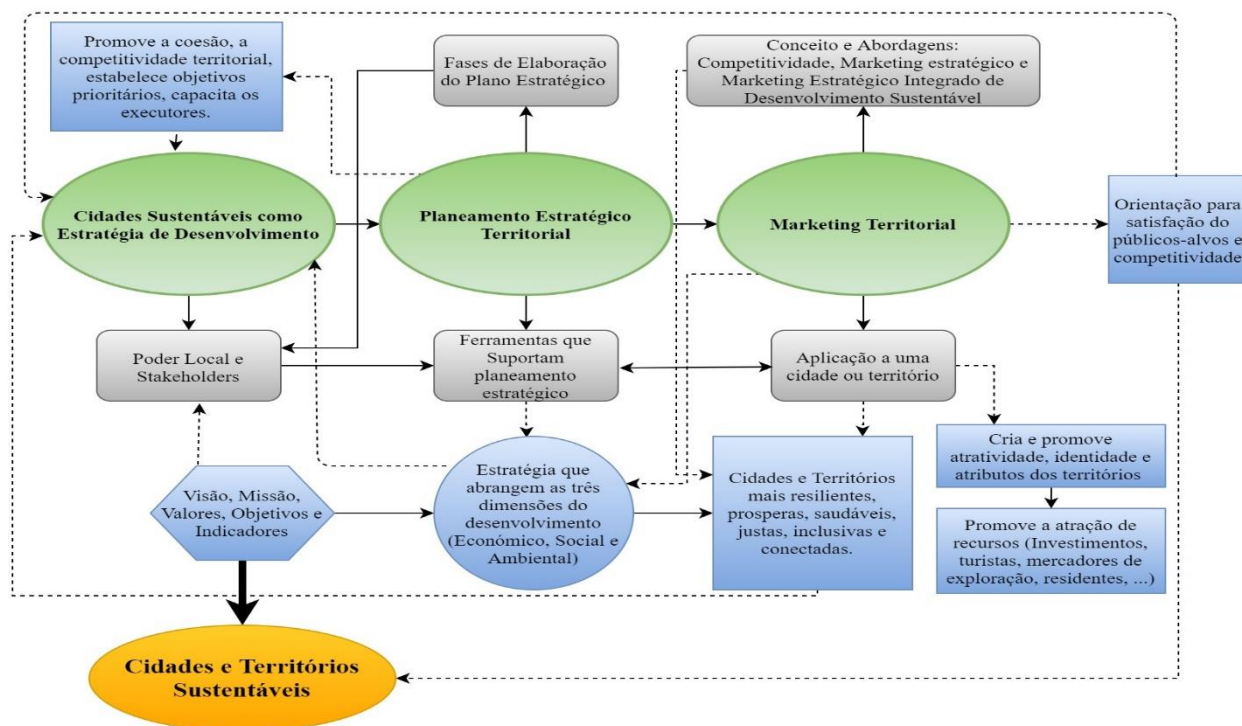 Promove a coesão, a
competitividade territorial,
estabelece objetivos
prioritários, capacita os
executores.
Fases de Elaboração
do Plano Estratégico
Conceito e Abordagens:
Competitividade, Marketing estratégico e
Marketing Estratégico Integrado de
Desenvolvimento Sustentável
Cidades Sustentáveis como
Estratégia de Desenvolvimento
Planeamento Estratégico
Territorial
Marketing Territorial
Orientação para
satisfação do
públicos-alvos e
competitividade
Poder Local e
Stakeholders
Ferramentas que
Suportam
planeamento
estratégico
Aplicação a uma
cidade ou território
Visão, Missão,
Valores, Objetivos e
Indicadores
Estratégia que
abrangem as três
dimensões do
desenvolvimento
(Económico, Social e
Ambiental)
Cidades e Territórios
mais resilientes,
prosperas, saudáveis,
justas, inclusivas e
conectadas.
Cria e promove
atratividade, identidade e
atributos dos territórios
Promove a atração de
recursos (Investimentos,
turistas, mercadores de
exploração, residentes, ...)
Cidades e Territórios
Sustentáveis